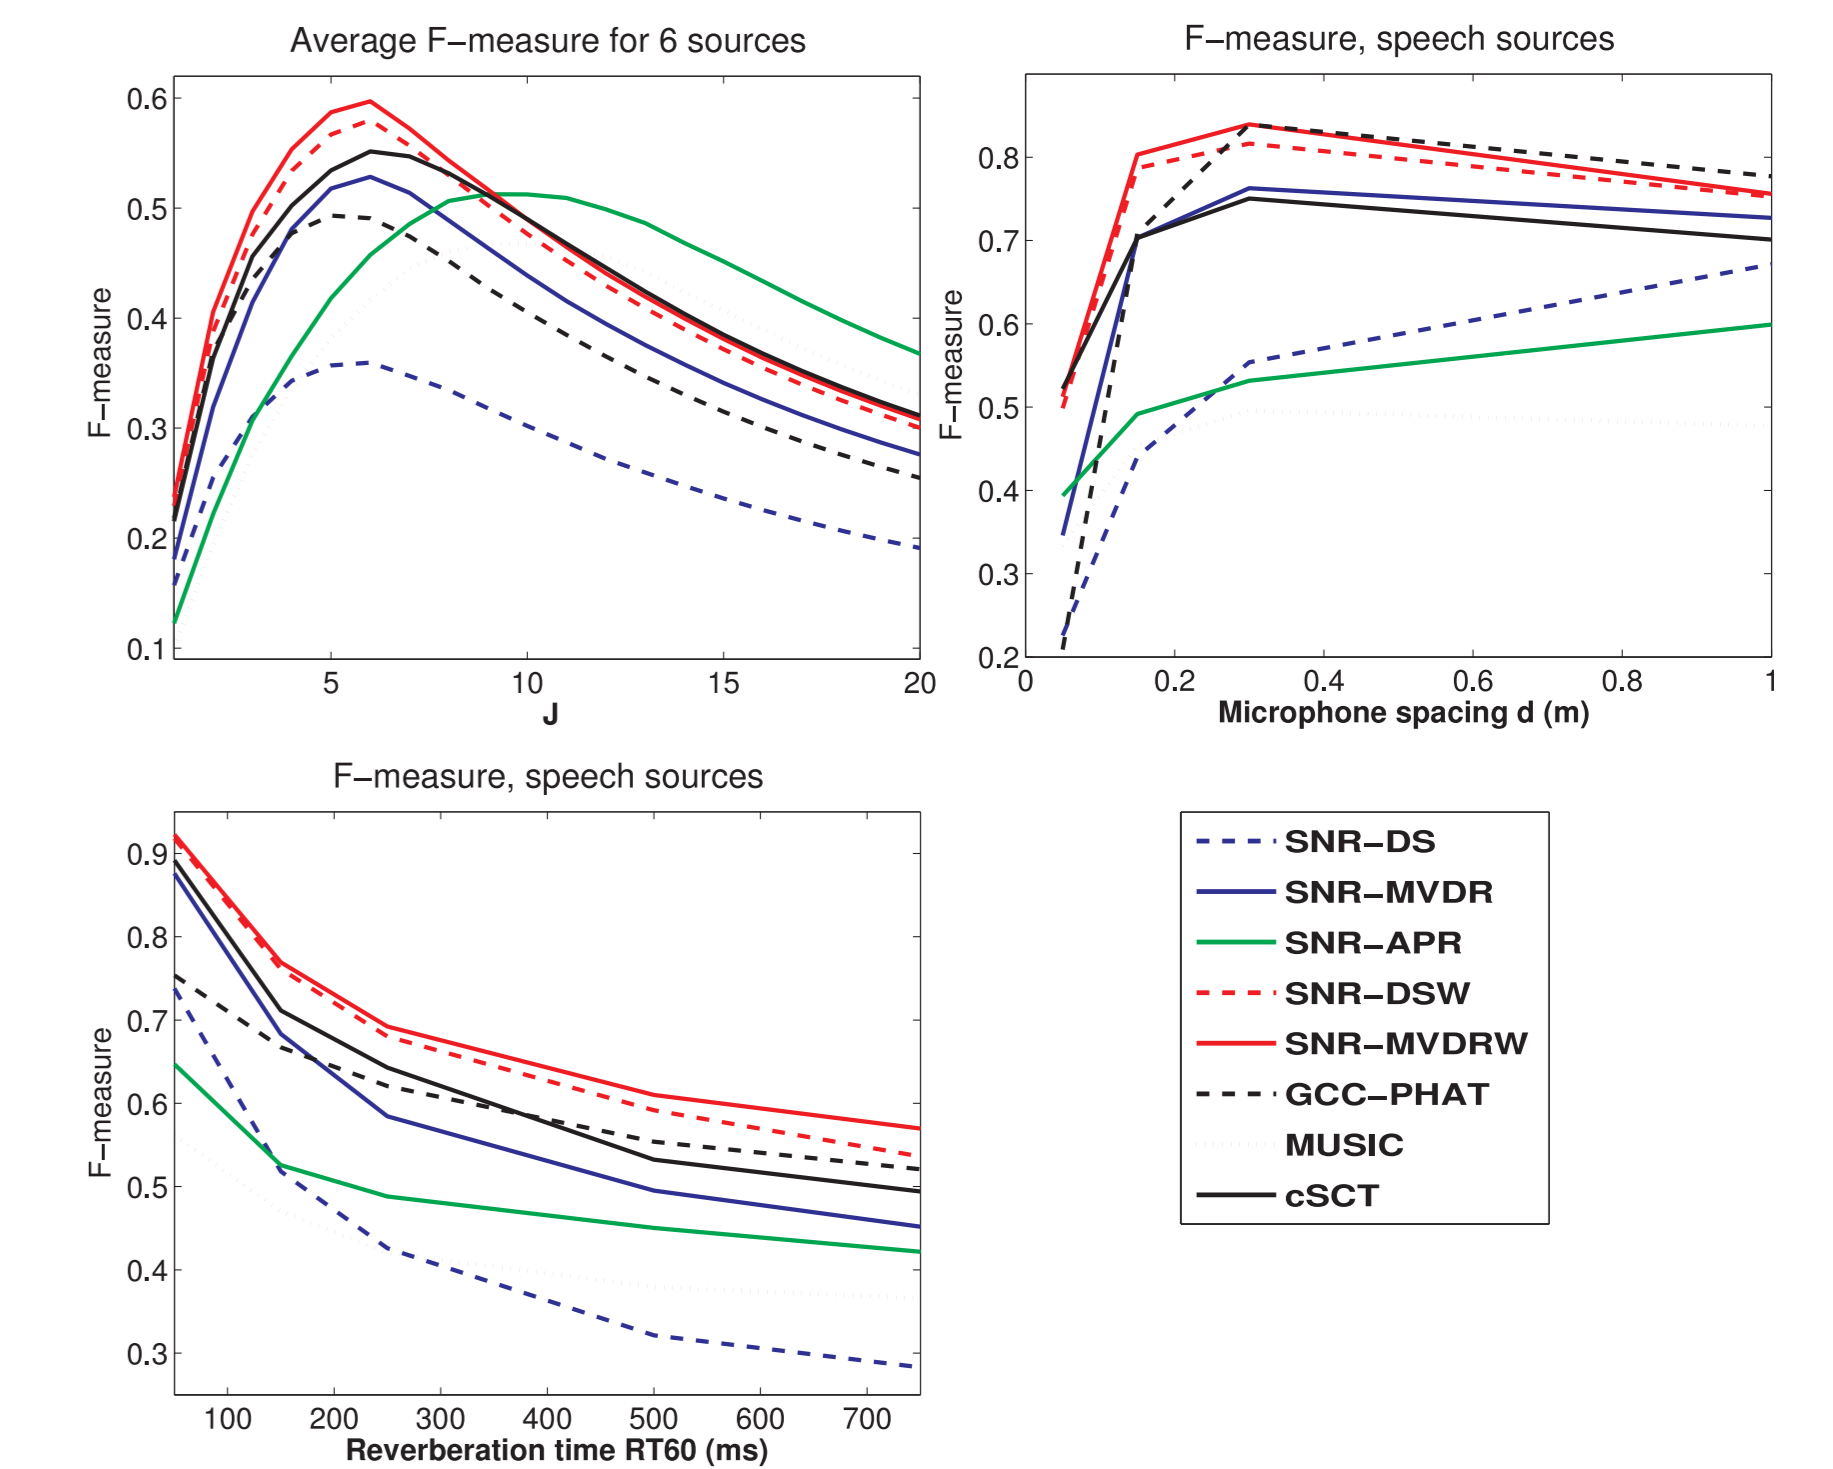 Average F−measure for 6 sources
F−measure
0.6
0.5
0.4
0.3
0.2
0.1
5 10 15 20
J
F−measure, speech sources
F−measure
0.8
0.7
0.6
0.5
0.4
0.3
0.2
0 0.2 0.4 0.6 0.8 1
Microphone spacing d (m)
F−measure, speech sources
F−measure
0.9
0.8
0.7
0.6
0.5
0.4
0.3
100 200 300 400 500 600 700
Reverberation time RT60 (ms)
SNR−DS
SNR−MVDR
SNR−APR
SNR−DSW
SNR−MVDRW
GCC−PHAT
MUSIC
cSCT